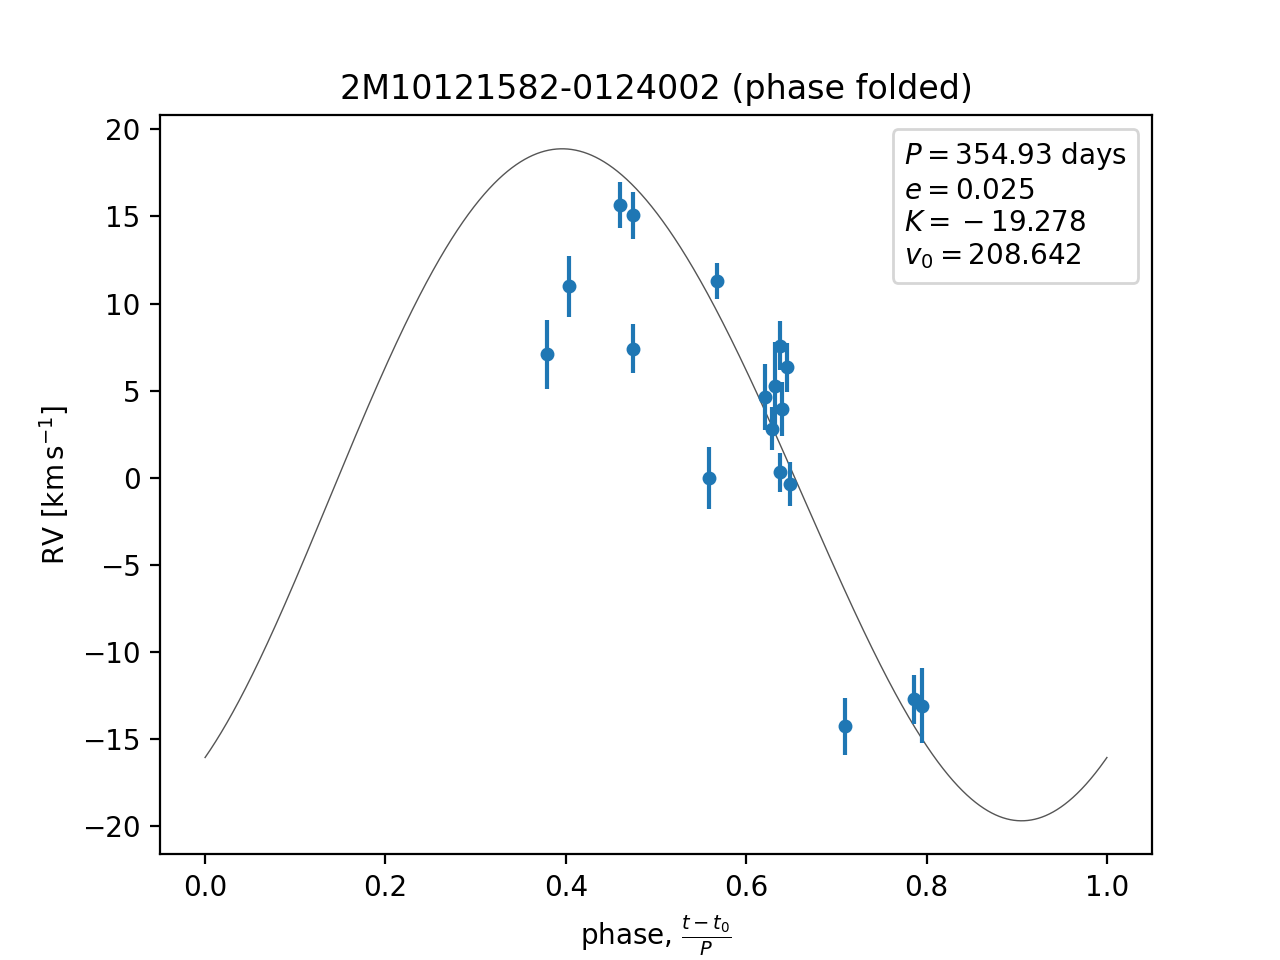 2M10121582-0124002 (phase folded)
P = 354.93 days
e = 0.025
K = −19.278
v₀ = 208.642
20
15
10
5
0
−5
−10
−15
−20
RV [km s⁻¹]
0.0 0.2 0.4 0.6 0.8 1.0
phase, (t − t₀)/P